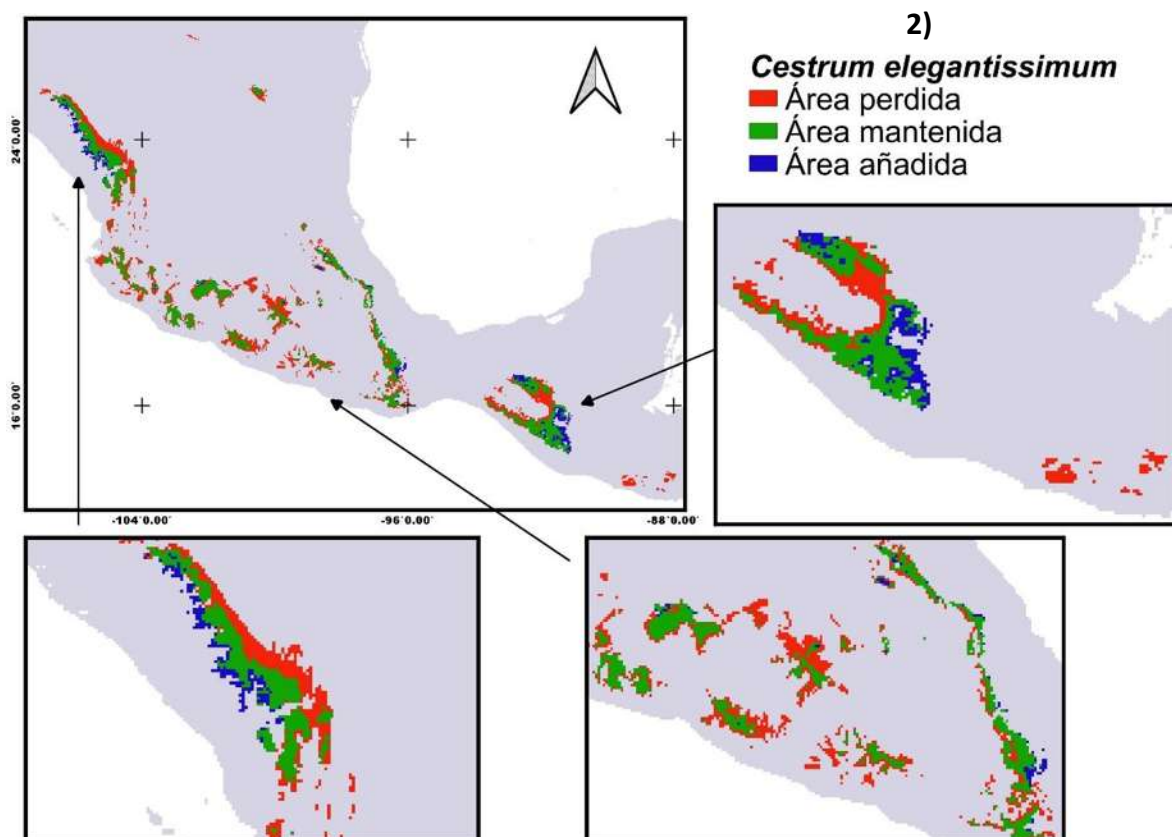 2)
Cestrum elegantissimum
Área perdida
Área mantenida
Área añadida
24°0.00'
16°0.00'
-104°0.00'
-96°0.00'
-88°0.00'